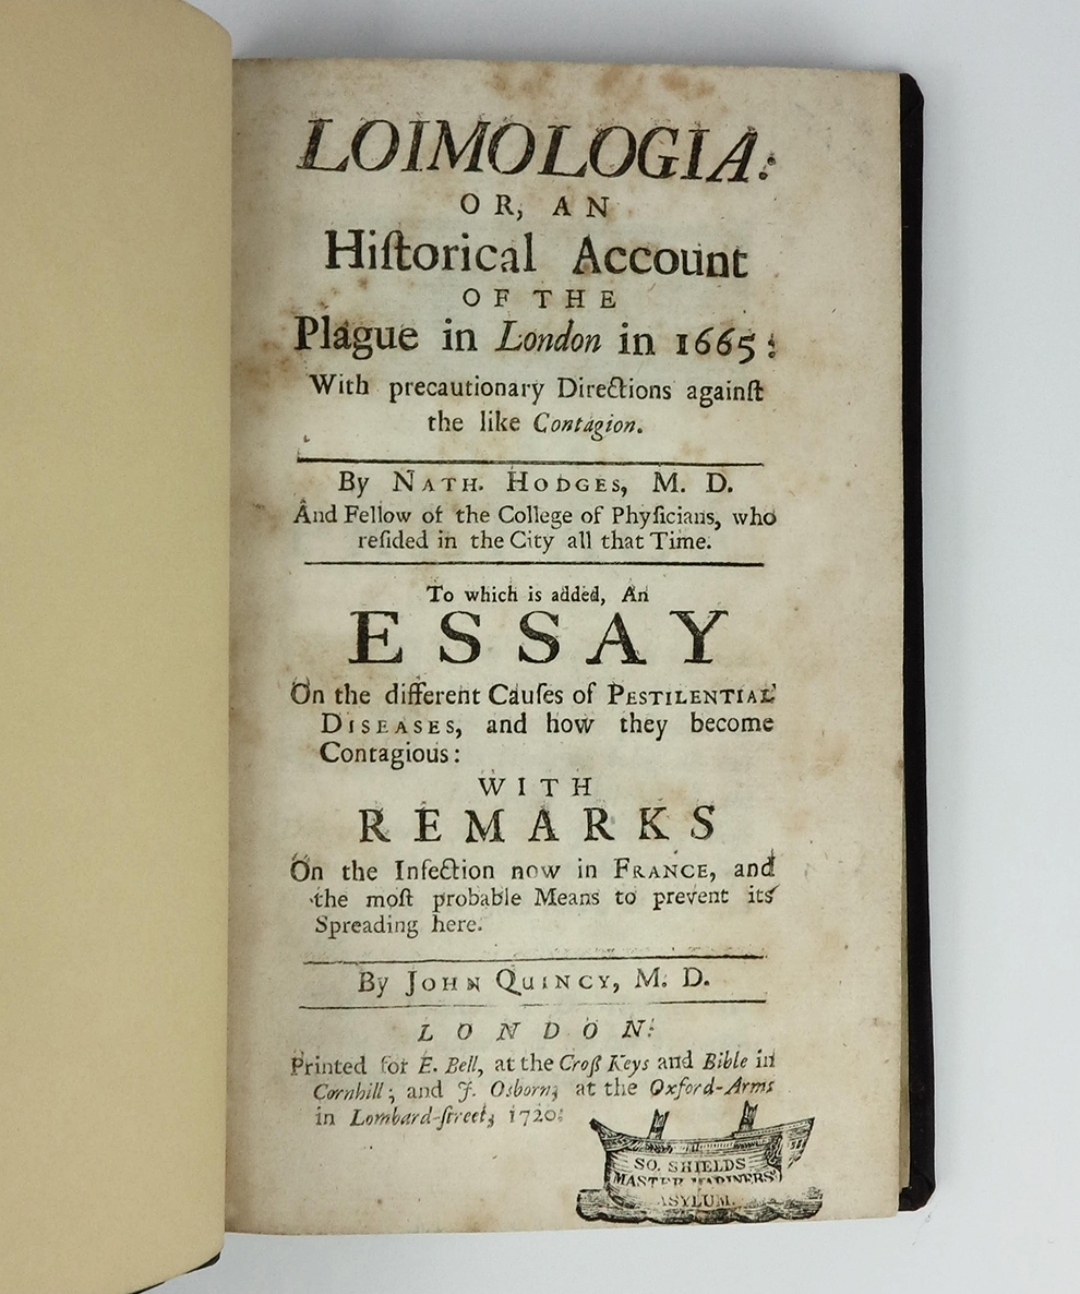 LOIMOLOGIA:
OR, AN
Hiſtorical Account
OF THE
Plague in London in 1665:
With precautionary Directions againſt
the like Contagion.
By NATH. HODGES, M. D.
And Fellow of the College of Phyſicians, who
reſided in the City all that Time.
To which is added, An
ESSAY
On the different Cauſes of PESTILENTIAL
DISEASES, and how they become
Contagious:
WITH
REMARKS
On the Infection now in FRANCE, and
the moſt probable Means to prevent its
Spreading here.
By JOHN QUINCY, M. D.
LONDON:
Printed for E. Bell, at the Croſs Keys and Bible in
Cornhill; and J. Osborn, at the Oxford-Arms
in Lombard-ſtreet, 1720.
SO. SHIELDS
MASTER MARINERS'
ASYLUM.